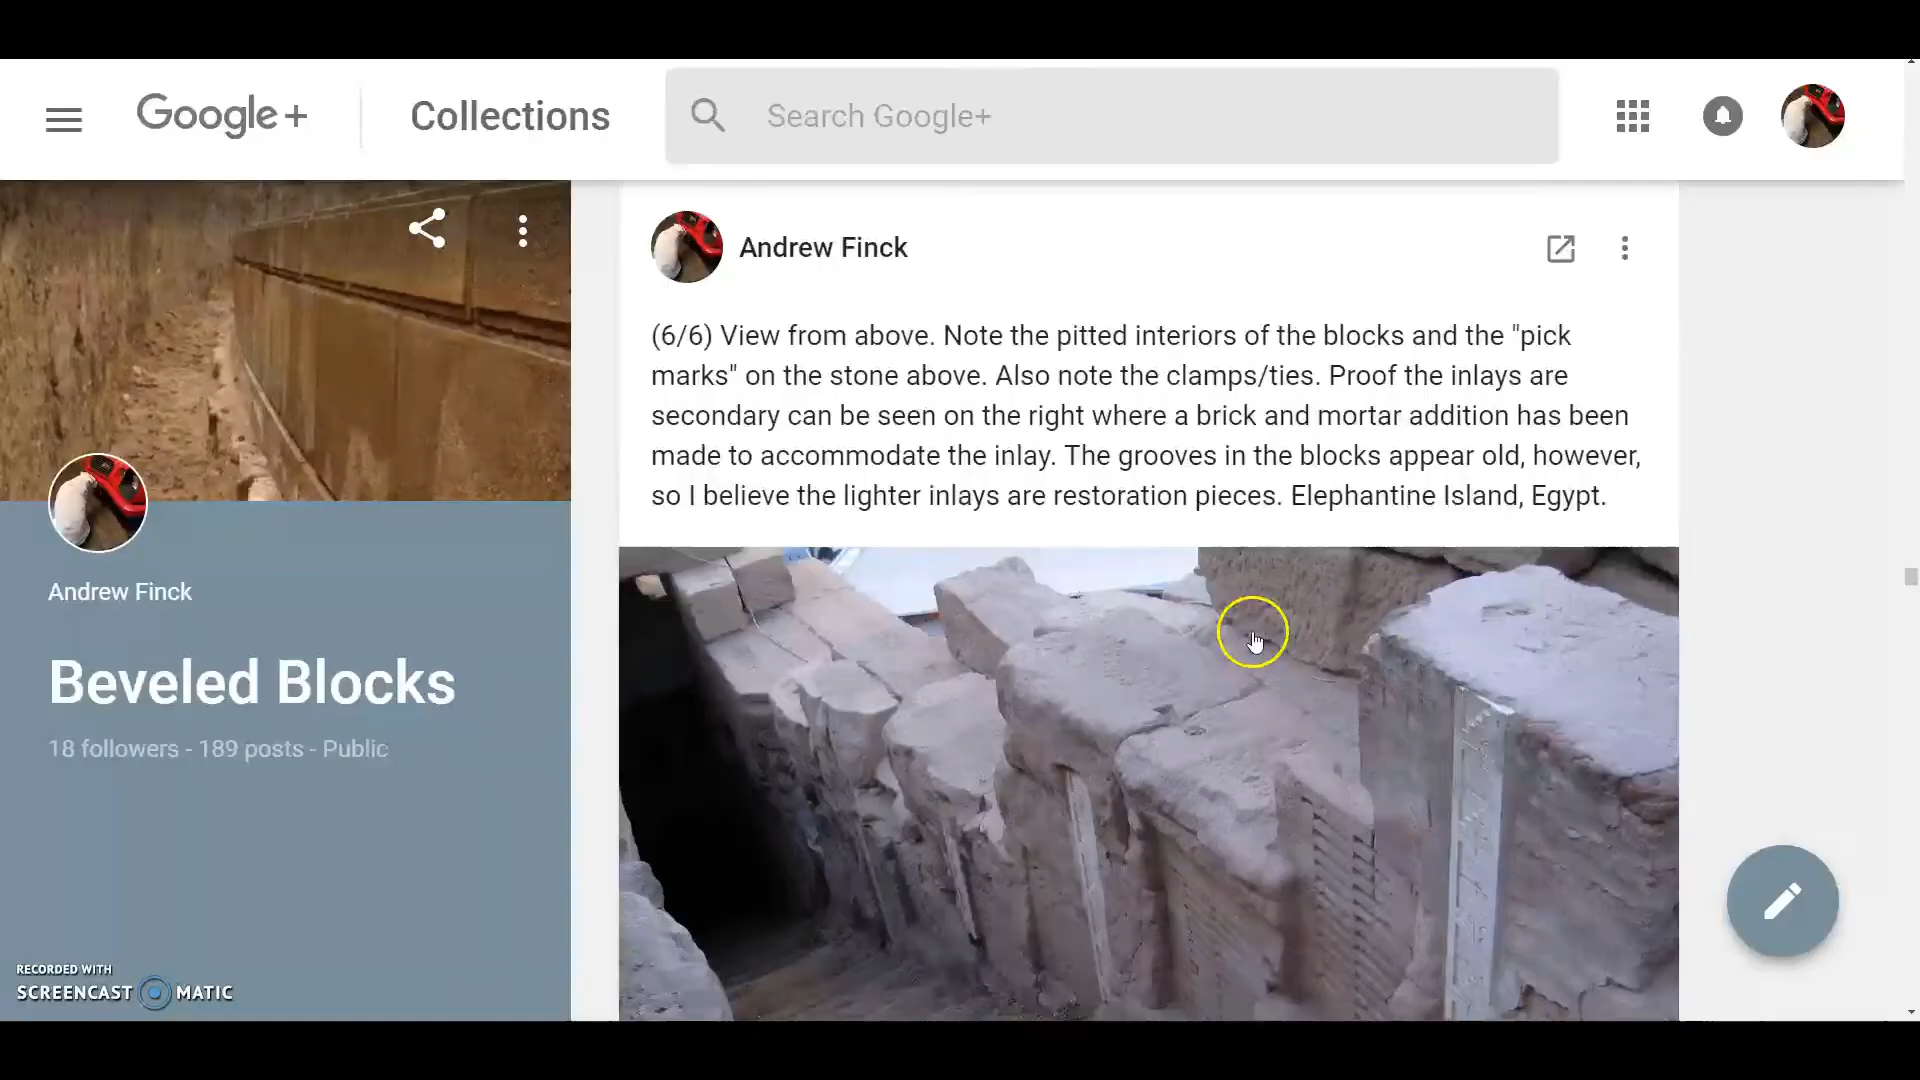 Google+
Collections
Search Google+
Andrew Finck
(6/6) View from above. Note the pitted interiors of the blocks and the "pick
marks" on the stone above. Also note the clamps/ties. Proof the inlays are
secondary can be seen on the right where a brick and mortar addition has been
made to accommodate the inlay. The grooves in the blocks appear old, however,
so I believe the lighter inlays are restoration pieces. Elephantine Island, Egypt.
Andrew Finck
Beveled Blocks
18 followers - 189 posts - Public
RECORDED WITH
SCREENCAST MATIC